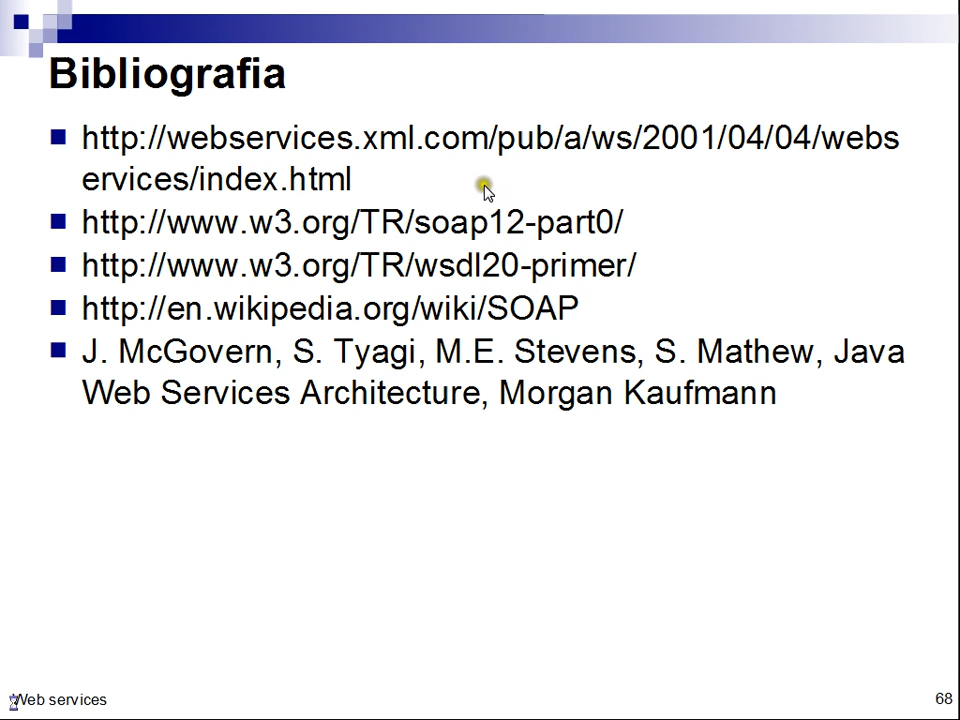 Bibliografia
http://webservices.xml.com/pub/a/ws/2001/04/04/webs
ervices/index.html
http://www.w3.org/TR/soap12-part0/
http://www.w3.org/TR/wsdl20-primer/
http://en.wikipedia.org/wiki/SOAP
J. McGovern, S. Tyagi, M.E. Stevens, S. Mathew, Java
Web Services Architecture, Morgan Kaufmann
Web services
68